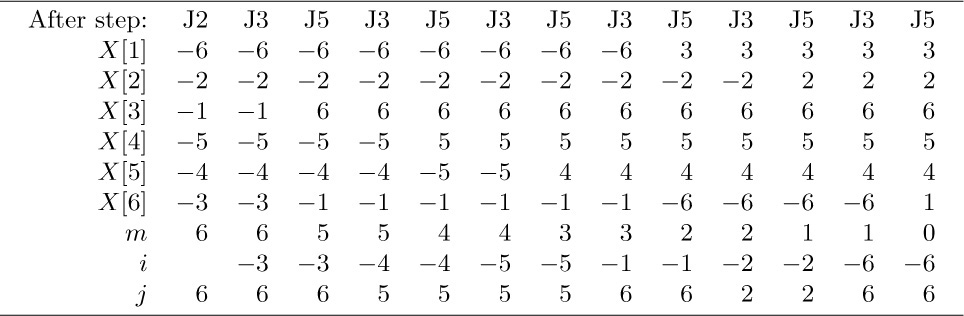 After step: J2 J3 J5 J3 J5 J3 J5 J3 J5 J3 J5 J3 J5
X[1] −6 −6 −6 −6 −6 −6 −6 −6 3 3 3 3 3
X[2] −2 −2 −2 −2 −2 −2 −2 −2 −2 −2 2 2 2
X[3] −1 −1 6 6 6 6 6 6 6 6 6 6 6
X[4] −5 −5 −5 −5 5 5 5 5 5 5 5 5 5
X[5] −4 −4 −4 −4 −5 −5 4 4 4 4 4 4 4
X[6] −3 −3 −1 −1 −1 −1 −1 −1 −6 −6 −6 −6 1
m 6 6 5 5 4 4 3 3 2 2 1 1 0
i −3 −3 −4 −4 −5 −5 −1 −1 −2 −2 −6 −6
j 6 6 6 5 5 5 5 6 6 2 2 6 6